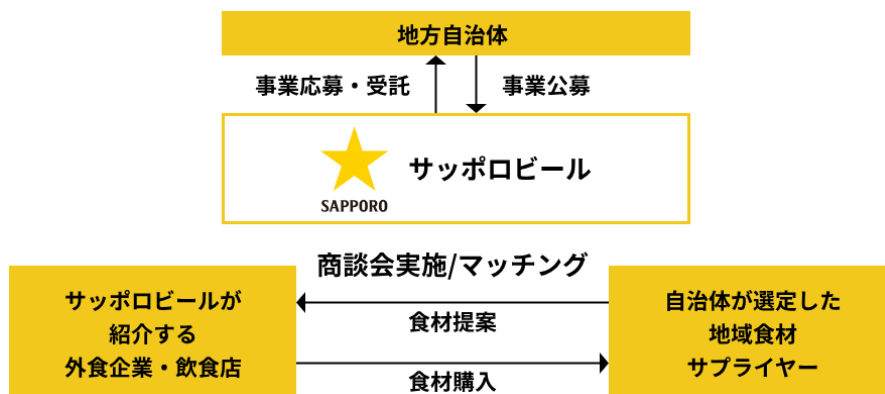 地方自治体
事業応募・受託
事業公募
サッポロビール
SAPPORO
商談会実施/マッチング
サッポロビールが
紹介する
外食企業・飲食店
食材提案
食材購入
自治体が選定した
地域食材
サプライヤー